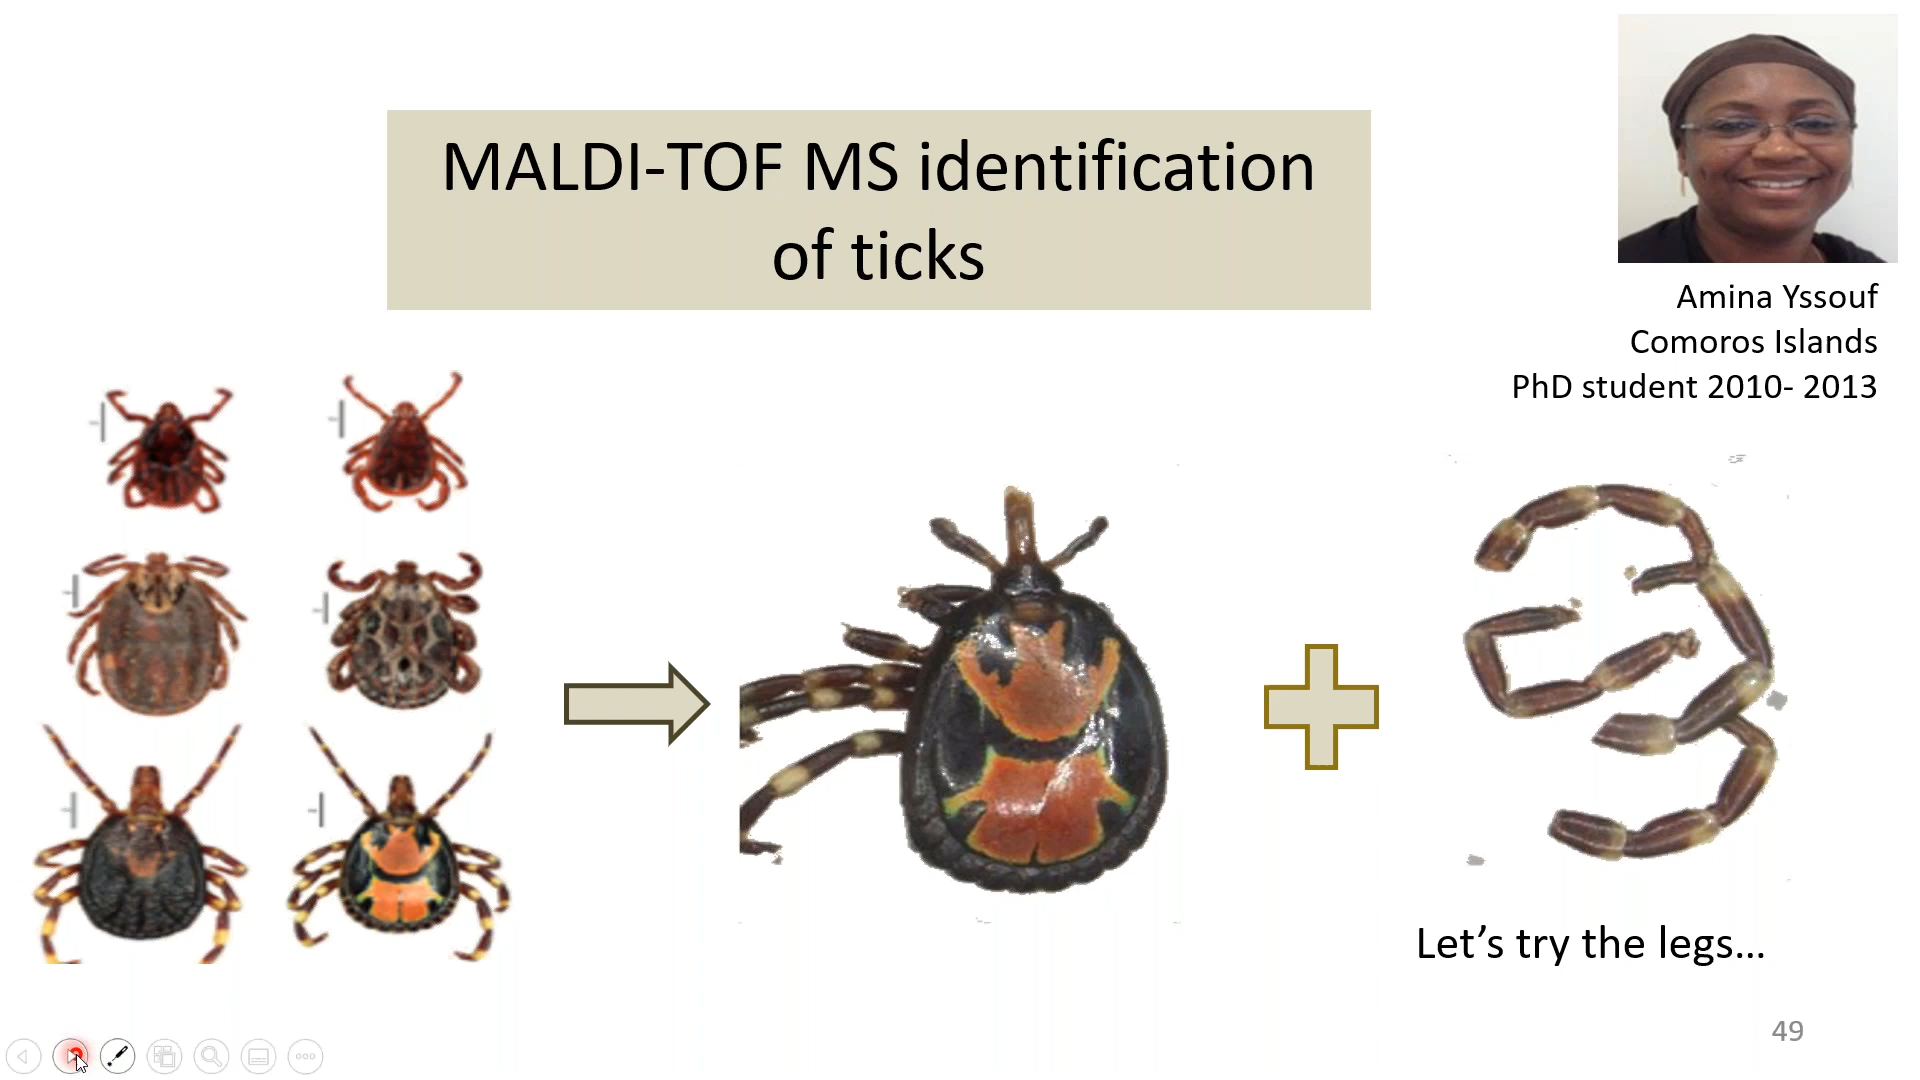 MALDI-TOF MS identification
of ticks
Amina Yssouf
Comoros Islands
PhD student 2010- 2013
Let’s try the legs…
49